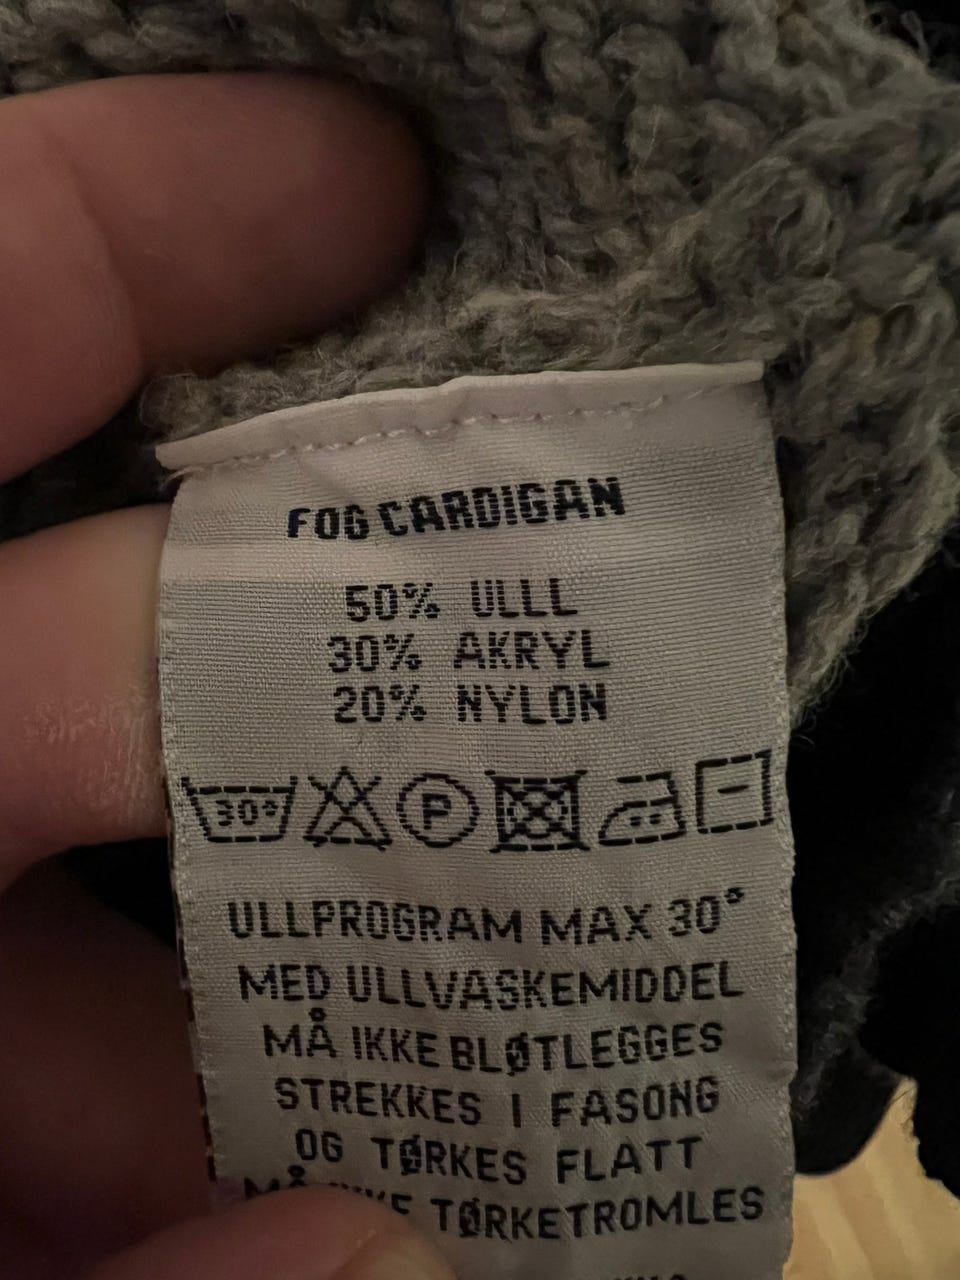 FOG CARDIGAN
50% ULLL
30% AKRYL
20% NYLON
30° P
ULLPROGRAM MAX 30°
MED ULLVASKEMIDDEL
MÅ IKKE BLØTLEGGES
STREKKES I FASONG
OG TØRKES FLATT
MÅ TØRKETROMLES